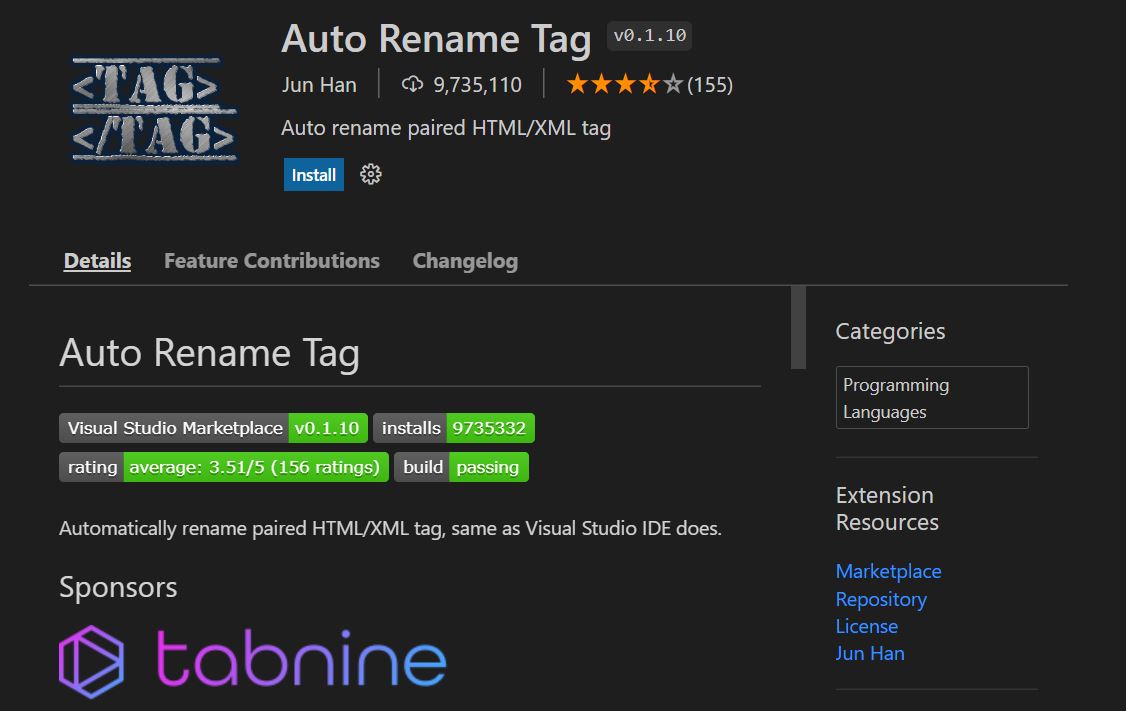 <TAG>
</TAG>
Auto Rename Tag v0.1.10
Jun Han 9,735,110 (155)
Auto rename paired HTML/XML tag
Install
Details Feature Contributions Changelog
Auto Rename Tag
Visual Studio Marketplace v0.1.10 installs 9735332
rating average: 3.51/5 (156 ratings) build passing
Automatically rename paired HTML/XML tag, same as Visual Studio IDE does.
Sponsors
tabnine
Categories
Programming
Languages
Extension
Resources
Marketplace
Repository
License
Jun Han